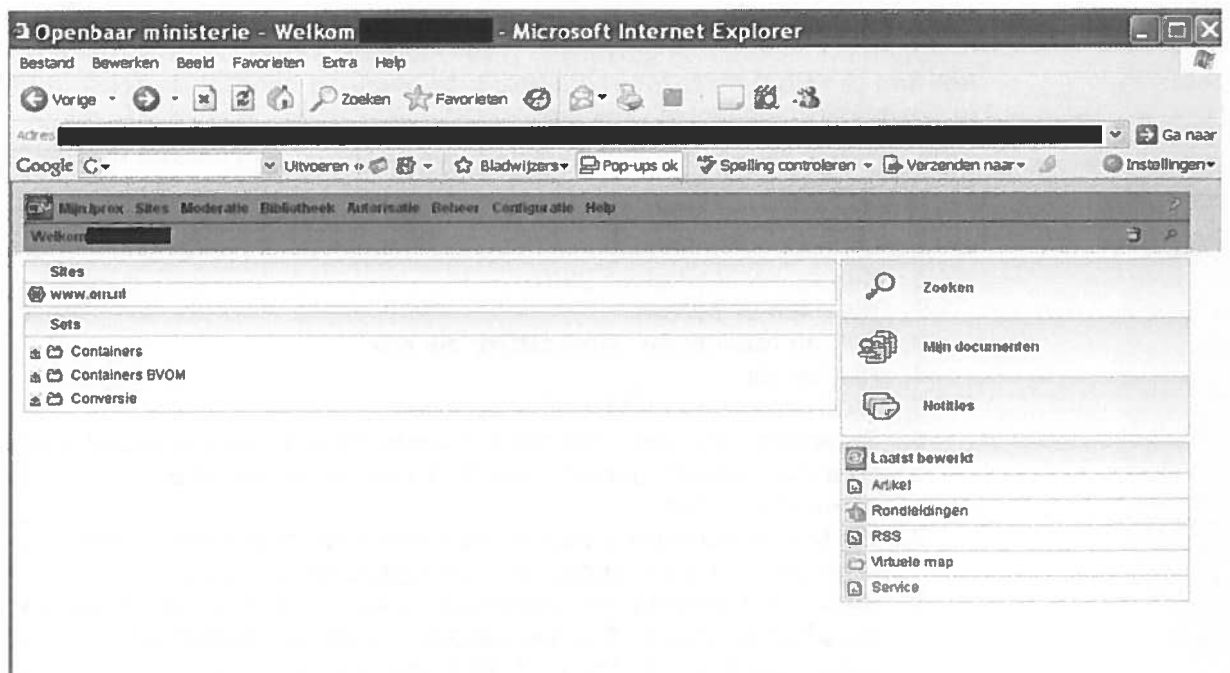 Openbaar ministerie - Welkom - Microsoft Internet Explorer
Bestand Bewerken Beeld Favorieten Extra Help
Vorige Zoeken Favorieten
Adres Ga naar
Google Uitvoeren Bladwijzers Pop-ups ok Spelling controleren Verzenden naar Instellingen
Mijn Iprox Sites Moderatie Bibliotheek Autorisatie Beheer Configuratie Help
Welkom
Sites
www.om.nl
Sets
Containers
Containers BVOM
Conversie
Zoeken
Mijn documenten
Notities
Laatst bewerkt
Artikel
Rondleidingen
RSS
Virtuele map
Service